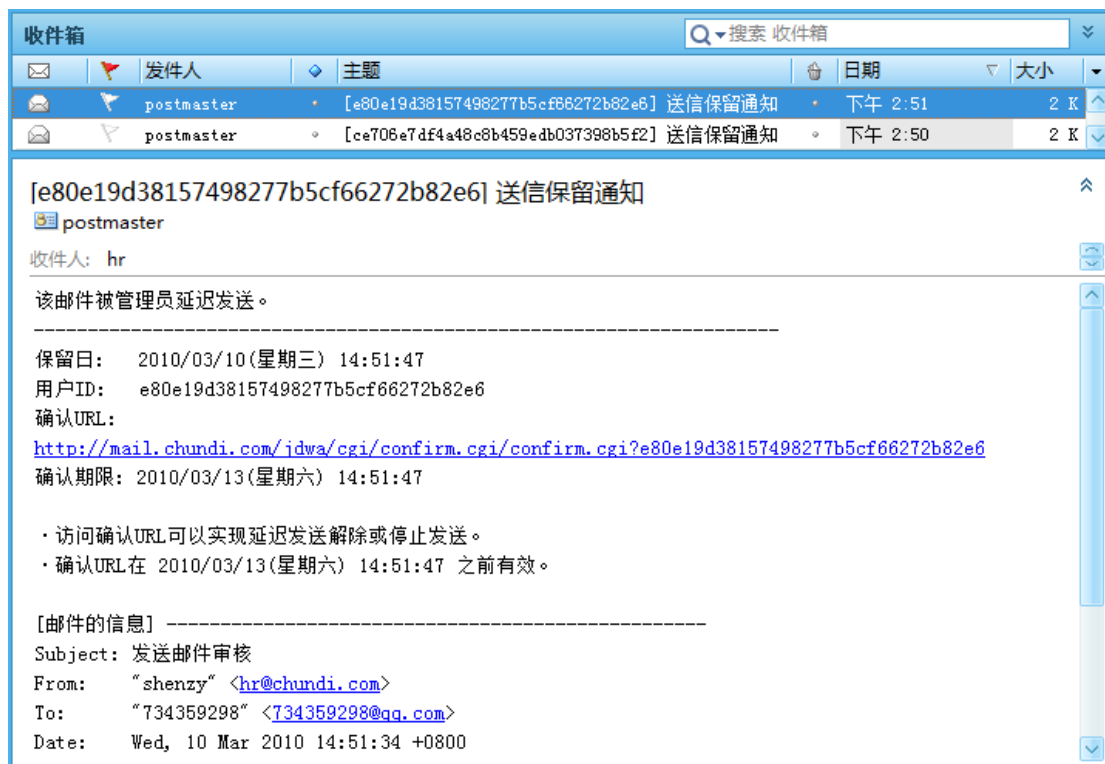 收件箱
搜索 收件箱
发件人 主题 日期 大小
postmaster [e80e19d38157498277b5cf66272b82e6] 送信保留通知 下午 2:51 2 K
postmaster [ce706e7df4a48c8b459edb037398b5f2] 送信保留通知 下午 2:50 2 K
[e80e19d38157498277b5cf66272b82e6] 送信保留通知
postmaster
收件人: hr
该邮件被管理员延迟发送。
----------------------------------------------------------------------
保留日: 2010/03/10(星期三) 14:51:47
用户ID: e80e19d38157498277b5cf66272b82e6
确认URL:
http://mail.chundi.com/jdwa/cgi/confirm.cgi/confirm.cgi?e80e19d38157498277b5cf66272b82e6
确认期限: 2010/03/13(星期六) 14:51:47
·访问确认URL可以实现延迟发送解除或停止发送。
·确认URL在 2010/03/13(星期六) 14:51:47 之前有效。
[邮件的信息] --------------------------------------------------
Subject: 发送邮件审核
From: "shenzy" <hr@chundi.com>
To: "734359298" <734359298@qq.com>
Date: Wed, 10 Mar 2010 14:51:34 +0800